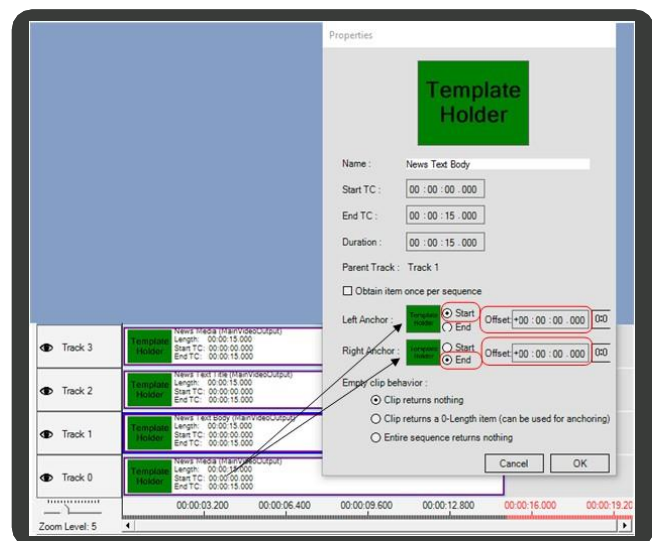 Properties
Template
Holder
Name : News Text Body
Start TC : 00 : 00 : 00 . 000
End TC : 00 : 00 : 15 . 000
Duration : 00 : 00 : 15 . 000
Parent Track : Track 1
Obtain item once per sequence
Left Anchor : Template Holder Start Offset: +00 : 00 : 00 . 000
End
Right Anchor : Template Holder Start Offset: +00 : 00 : 00 . 000
End
Empty clip behavior :
Clip returns nothing
Clip returns a 0-Length item (can be used for anchoring)
Entire sequence returns nothing
Cancel OK
Track 3
Template
Holder
News Media (MainVideoOutput)
Length: 00:00:15.000
Start TC: 00:00:00.000
End TC: 00:00:15.000
Track 2
Template
Holder
News Text Title (MainVideoOutput)
Length: 00:00:15.000
Start TC: 00:00:00.000
End TC: 00:00:15.000
Track 1
Template
Holder
News Text Body (MainVideoOutput)
Length: 00:00:15.000
Start TC: 00:00:00.000
End TC: 00:00:15.000
Track 0
Template
Holder
News Media (MainVideoOutput)
Length: 00:00:15.000
Start TC: 00:00:00.000
End TC: 00:00:15.000
00:00:03.200 00:00:06.400 00:00:09.600 00:00:12.800 00:00:16.000 00:00:19.20
Zoom Level: 5